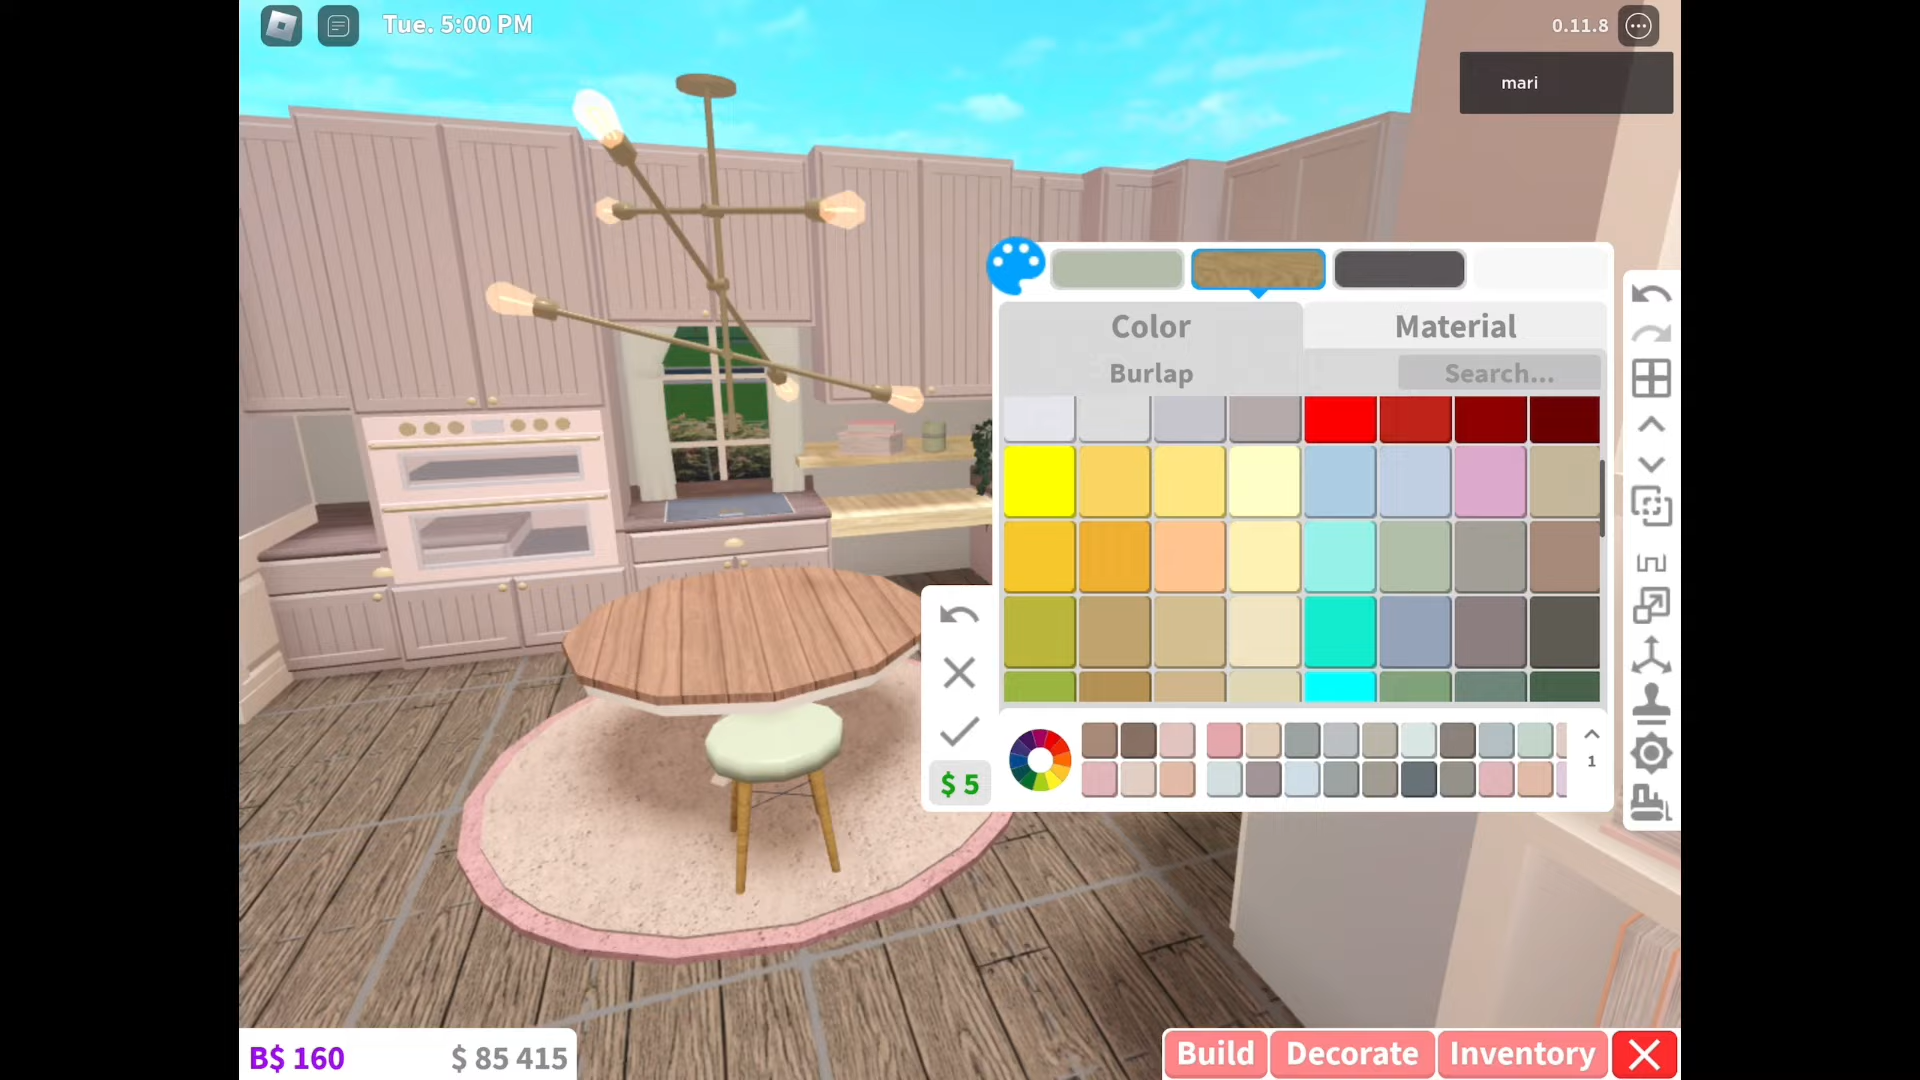 Tue. 5:00 PM
0.11.8
mari
Color
Material
Burlap
Search...
$ 5
1
B$ 160
$ 85 415
Build
Decorate
Inventory